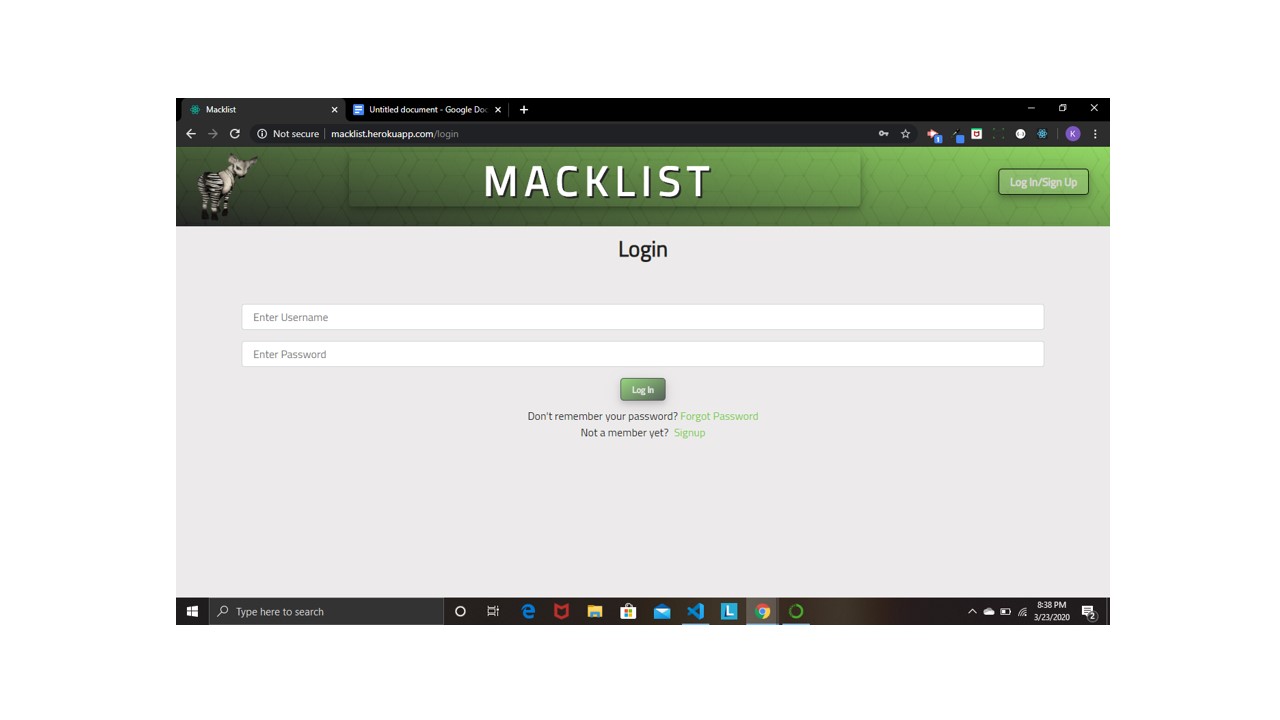 Macklist
Untitled document - Google Doc
Not secure | macklist.herokuapp.com/login
1
K
MACKLIST
Log In/Sign Up
Login
Enter Username
Enter Password
Log In
Don't remember your password? Forgot Password
Not a member yet? Signup
Type here to search
L
8:38 PM
3/23/2020
2